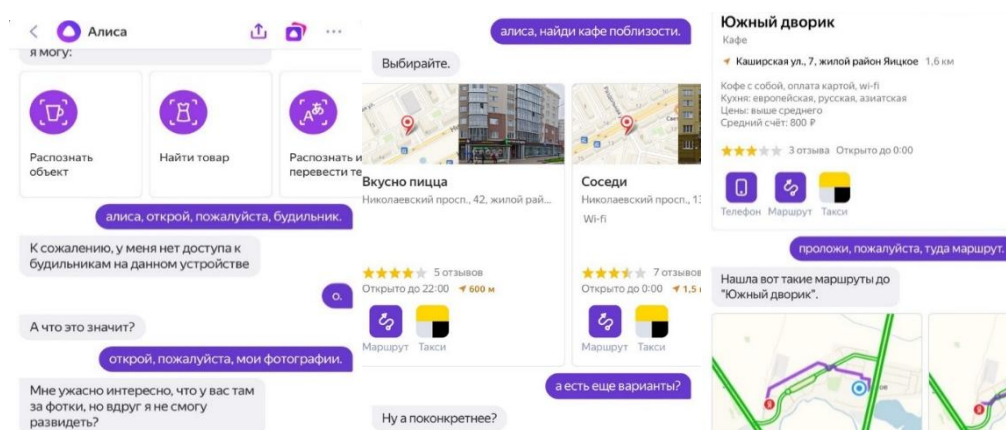 Алиса
я могу:
Распознать
объект
Найти товар
Распознать и
перевести те
алиса, открой, пожалуйста, будильник.
К сожалению, у меня нет доступа к
будильникам на данном устройстве
о.
А что это значит?
открой, пожалуйста, мои фотографии.
Мне ужасно интересно, что у вас там
за фотки, но вдруг я не смогу
развидеть?
алиса, найди кафе поблизости.
Выбирайте.
Вкусно пицца
Николаевский просп., 42, жилой рай...
5 отзывов
Открыто до 22:00 600 м
Маршрут Такси
Соседи
Николаевский просп., 1
Wi-fi
7 отзывов
Открыто до 0:00 1,5
Маршрут Такси
а есть еще варианты?
Ну а поконкретнее?
Южный дворик
Кафе
Каширская ул., 7, жилой район Яицкое 1,6 км
Кофе с собой, оплата картой, wi-fi
Кухня: европейская, русская, азиатская
Цены: выше среднего
Средний счёт: 800 ₽
3 отзыва Открыто до 0:00
Телефон Маршрут Такси
проложи, пожалуйста, туда маршрут.
Нашла вот такие маршруты до
"Южный дворик".